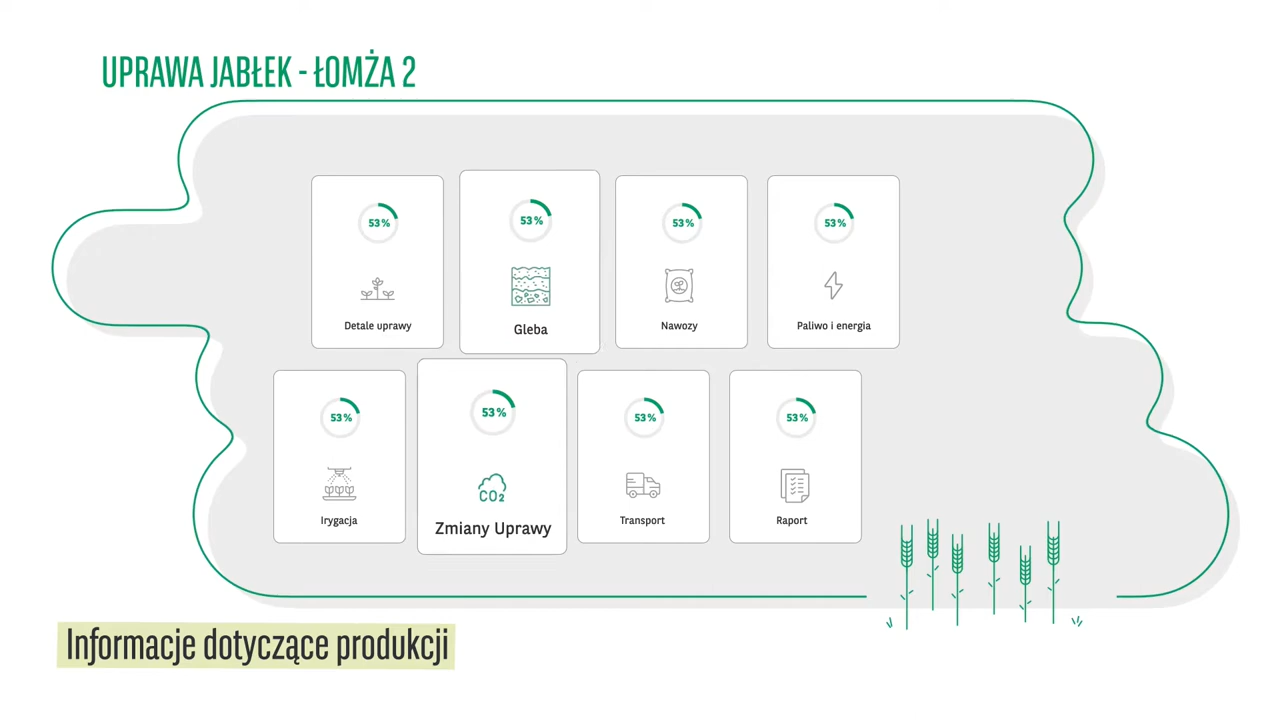 UPRAWA JABŁEK - ŁOMŻA 2
53%
53%
53%
53%
Detale uprawy
Gleba
Nawozy
Paliwo i energia
53%
53%
53%
53%
CO2
Irygacja
Zmiany Uprawy
Transport
Raport
Informacje dotyczące produkcji